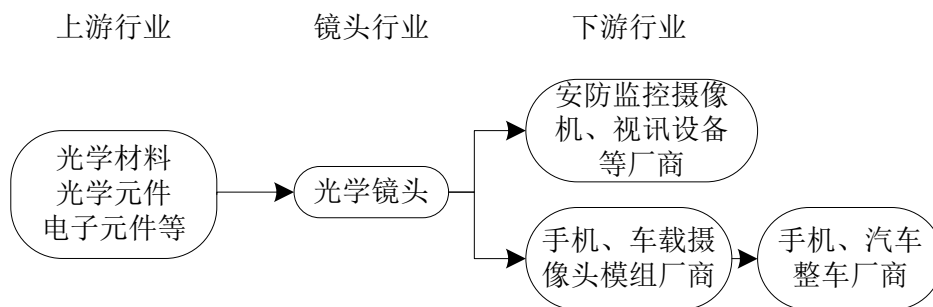 上游行业
镜头行业
下游行业
光学材料
光学元件
电子元件等
光学镜头
安防监控摄像
机、视讯设备
等厂商
手机、车载摄
像头模组厂商
手机、汽车
整车厂商